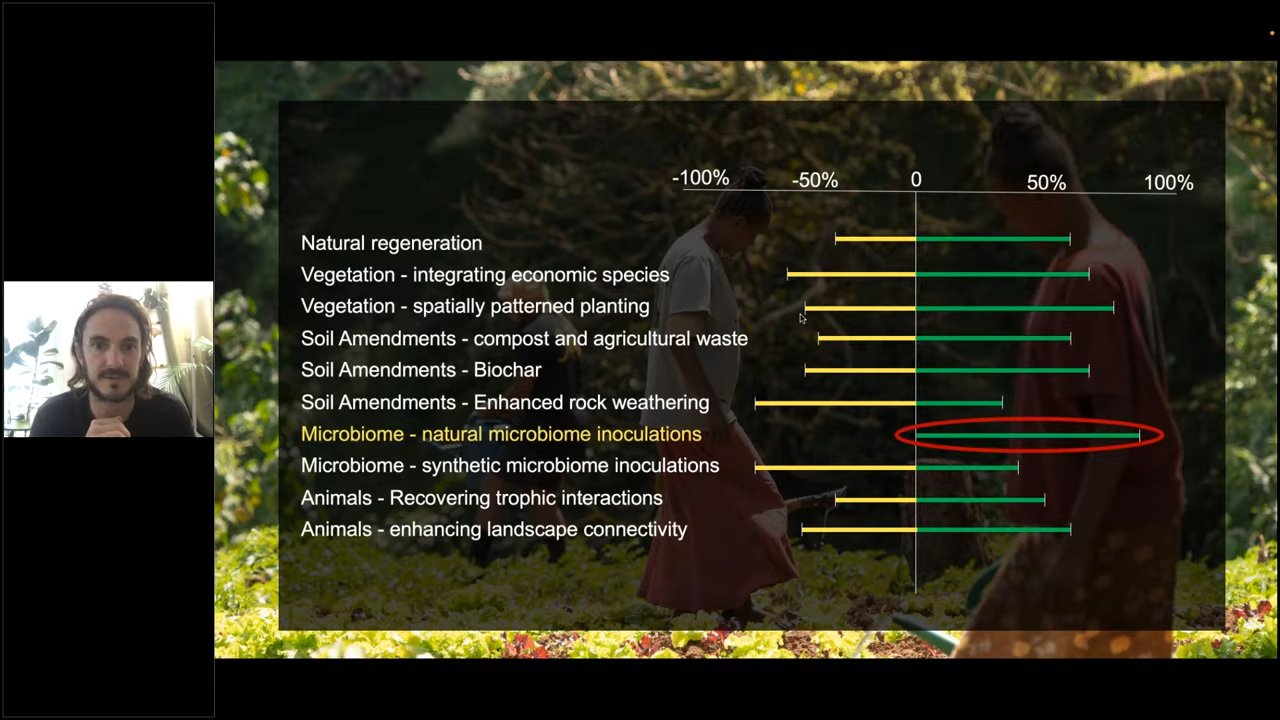 -100% -50% 0 50% 100%
Natural regeneration
Vegetation - integrating economic species
Vegetation - spatially patterned planting
Soil Amendments - compost and agricultural waste
Soil Amendments - Biochar
Soil Amendments - Enhanced rock weathering
Microbiome - natural microbiome inoculations
Microbiome - synthetic microbiome inoculations
Animals - Recovering trophic interactions
Animals - enhancing landscape connectivity